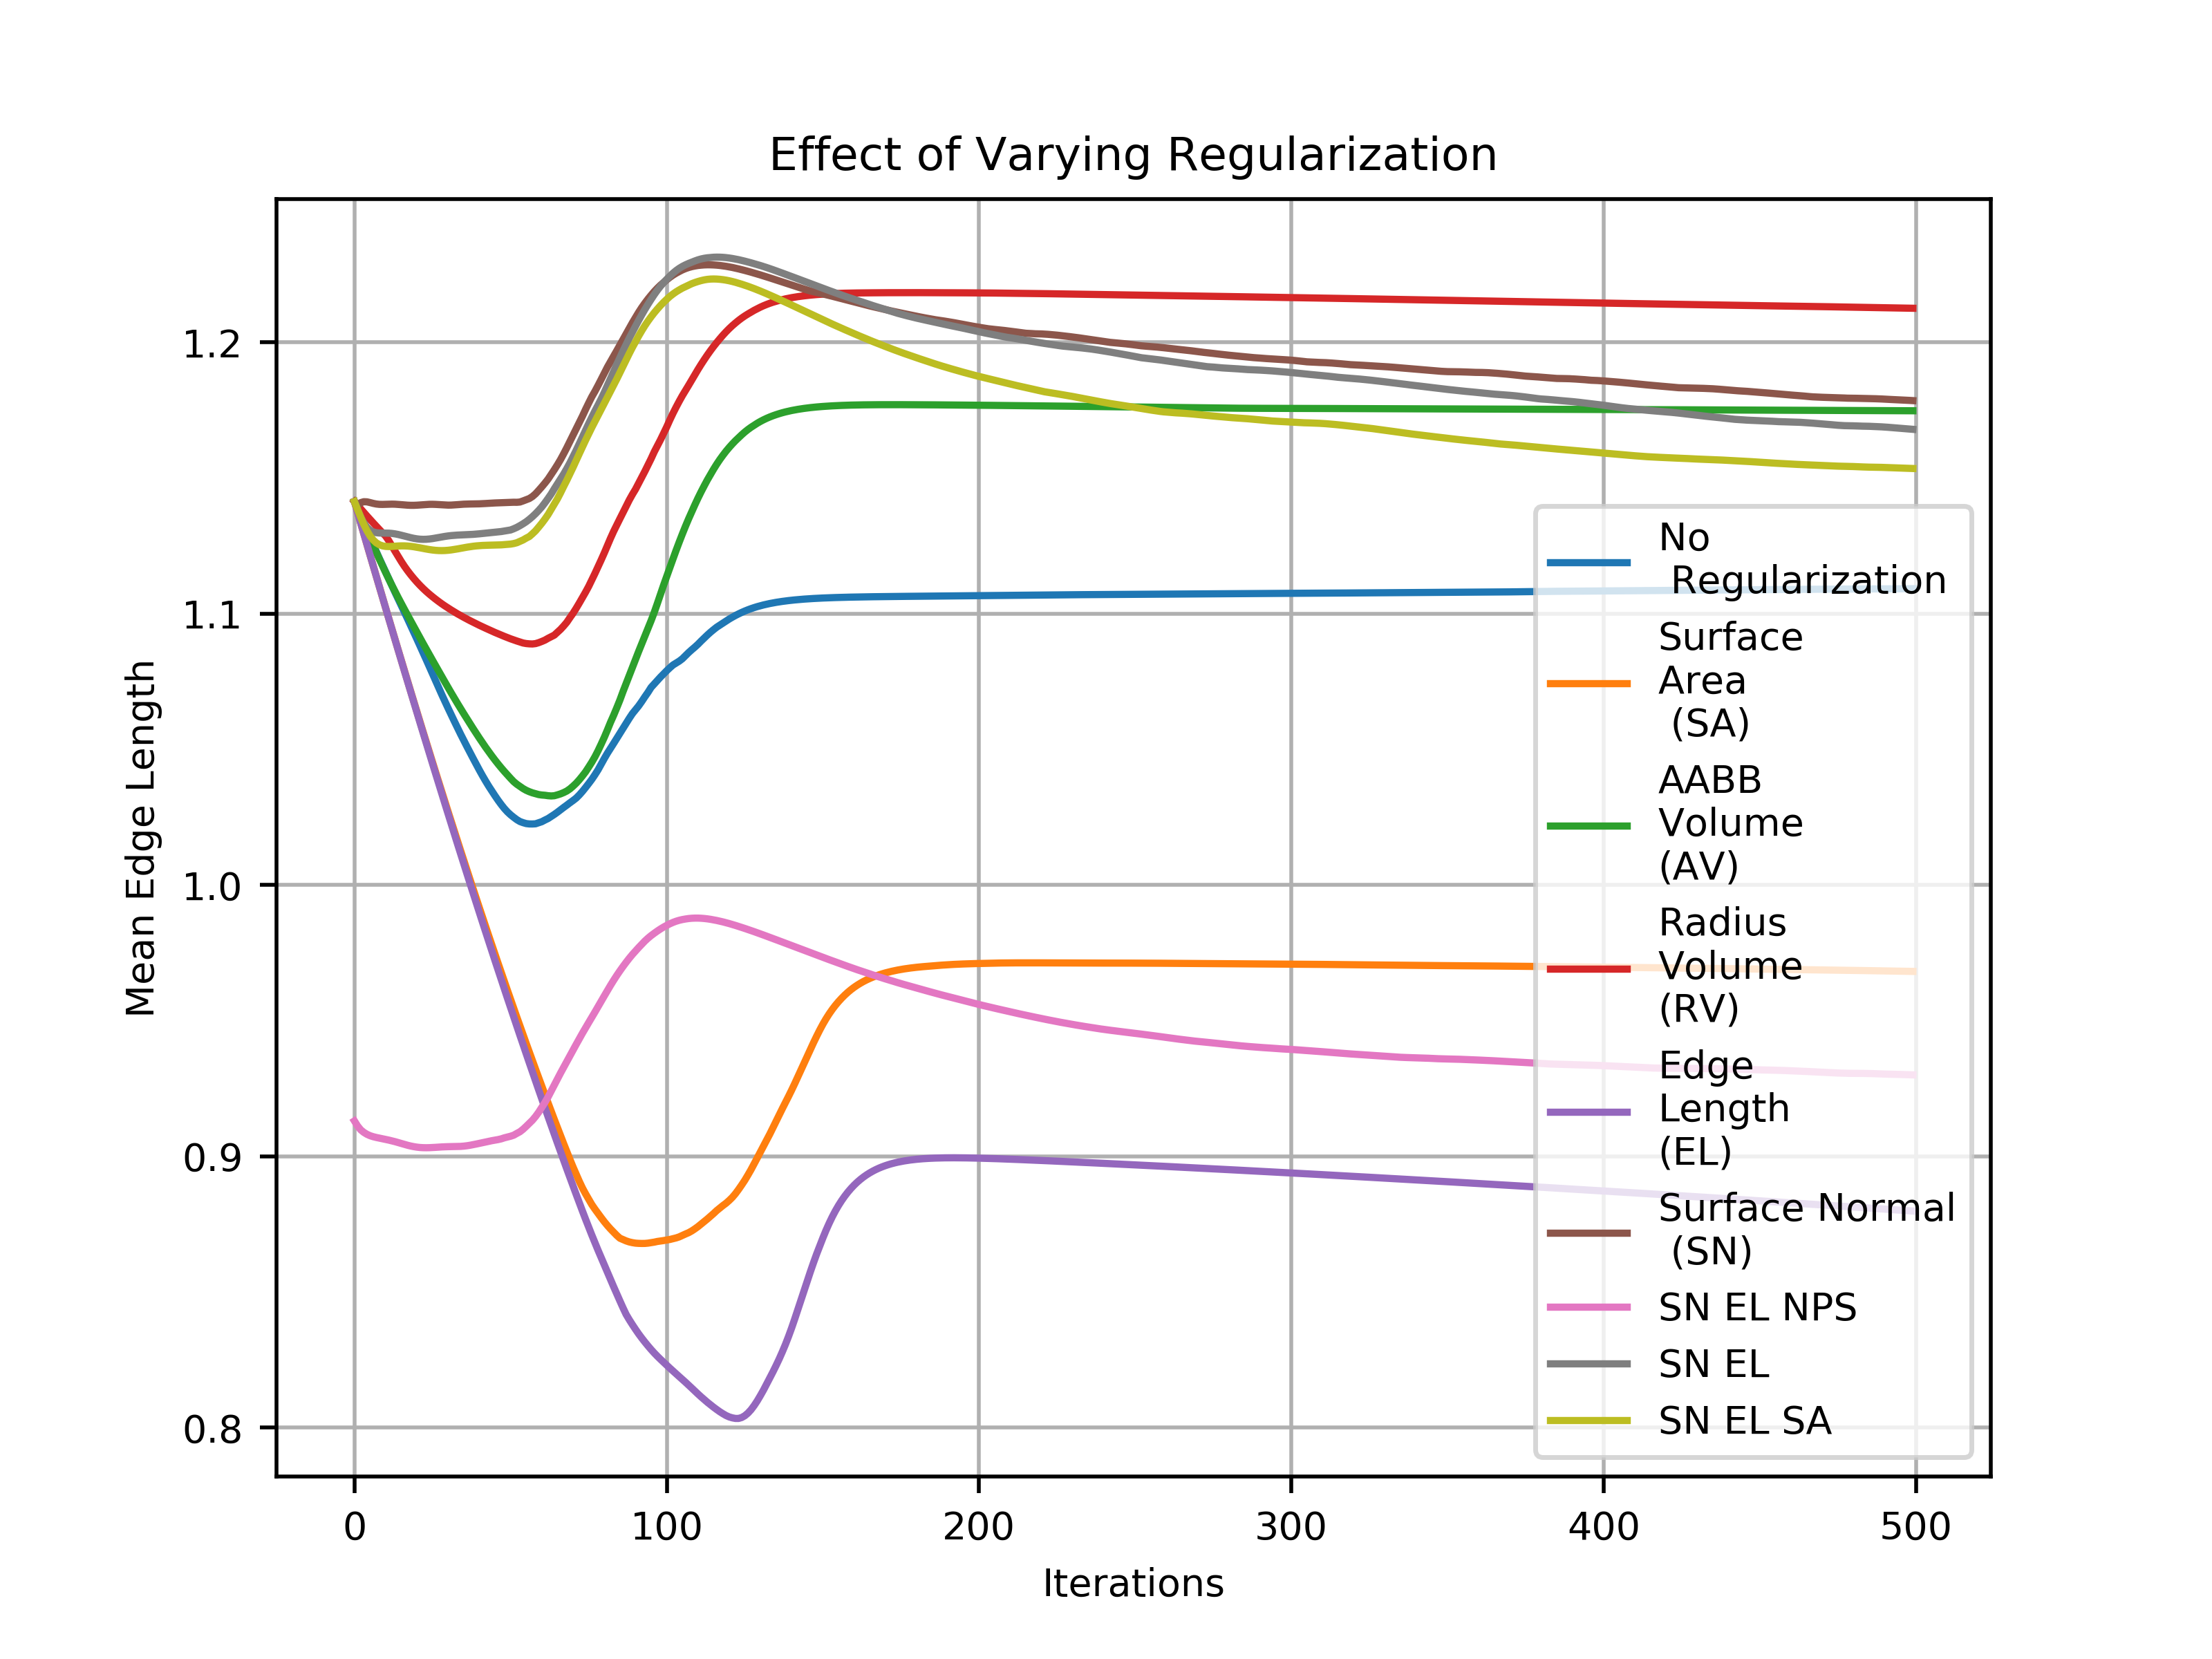 Effect of Varying Regularization
Mean Edge Length
1.2
1.1
1.0
0.9
0.8
0
100
200
300
400
500
Iterations
No
Regularization
Surface
Area
(SA)
AABB
Volume
(AV)
Radius
Volume
(RV)
Edge
Length
(EL)
Surface Normal
(SN)
SN EL NPS
SN EL
SN EL SA